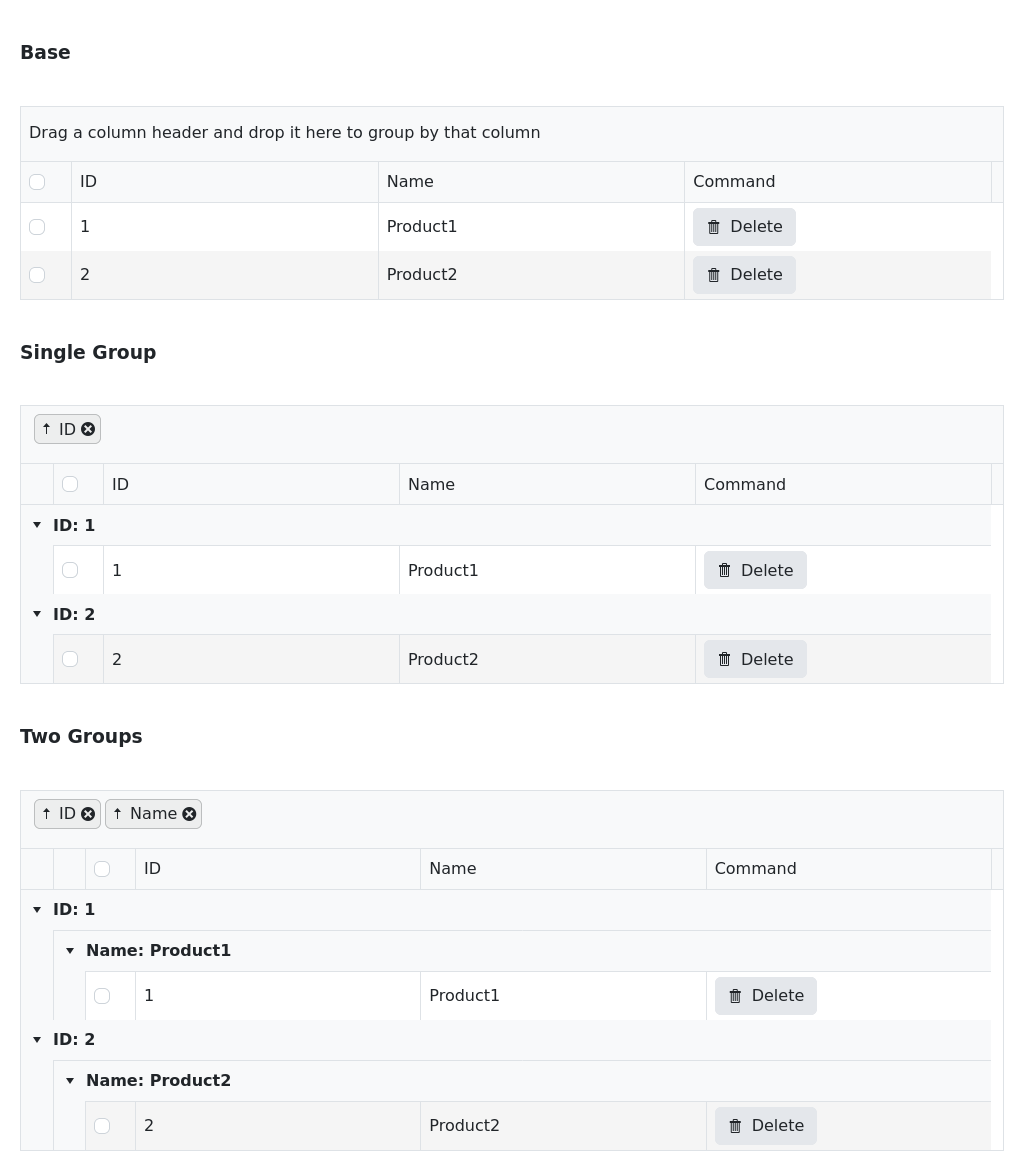 Base
Drag a column header and drop it here to group by that column
ID Name Command
1 Product1 Delete
2 Product2 Delete
Single Group
ID
ID Name Command
ID: 1
1 Product1 Delete
ID: 2
2 Product2 Delete
Two Groups
ID Name
ID Name Command
ID: 1
Name: Product1
1 Product1 Delete
ID: 2
Name: Product2
2 Product2 Delete